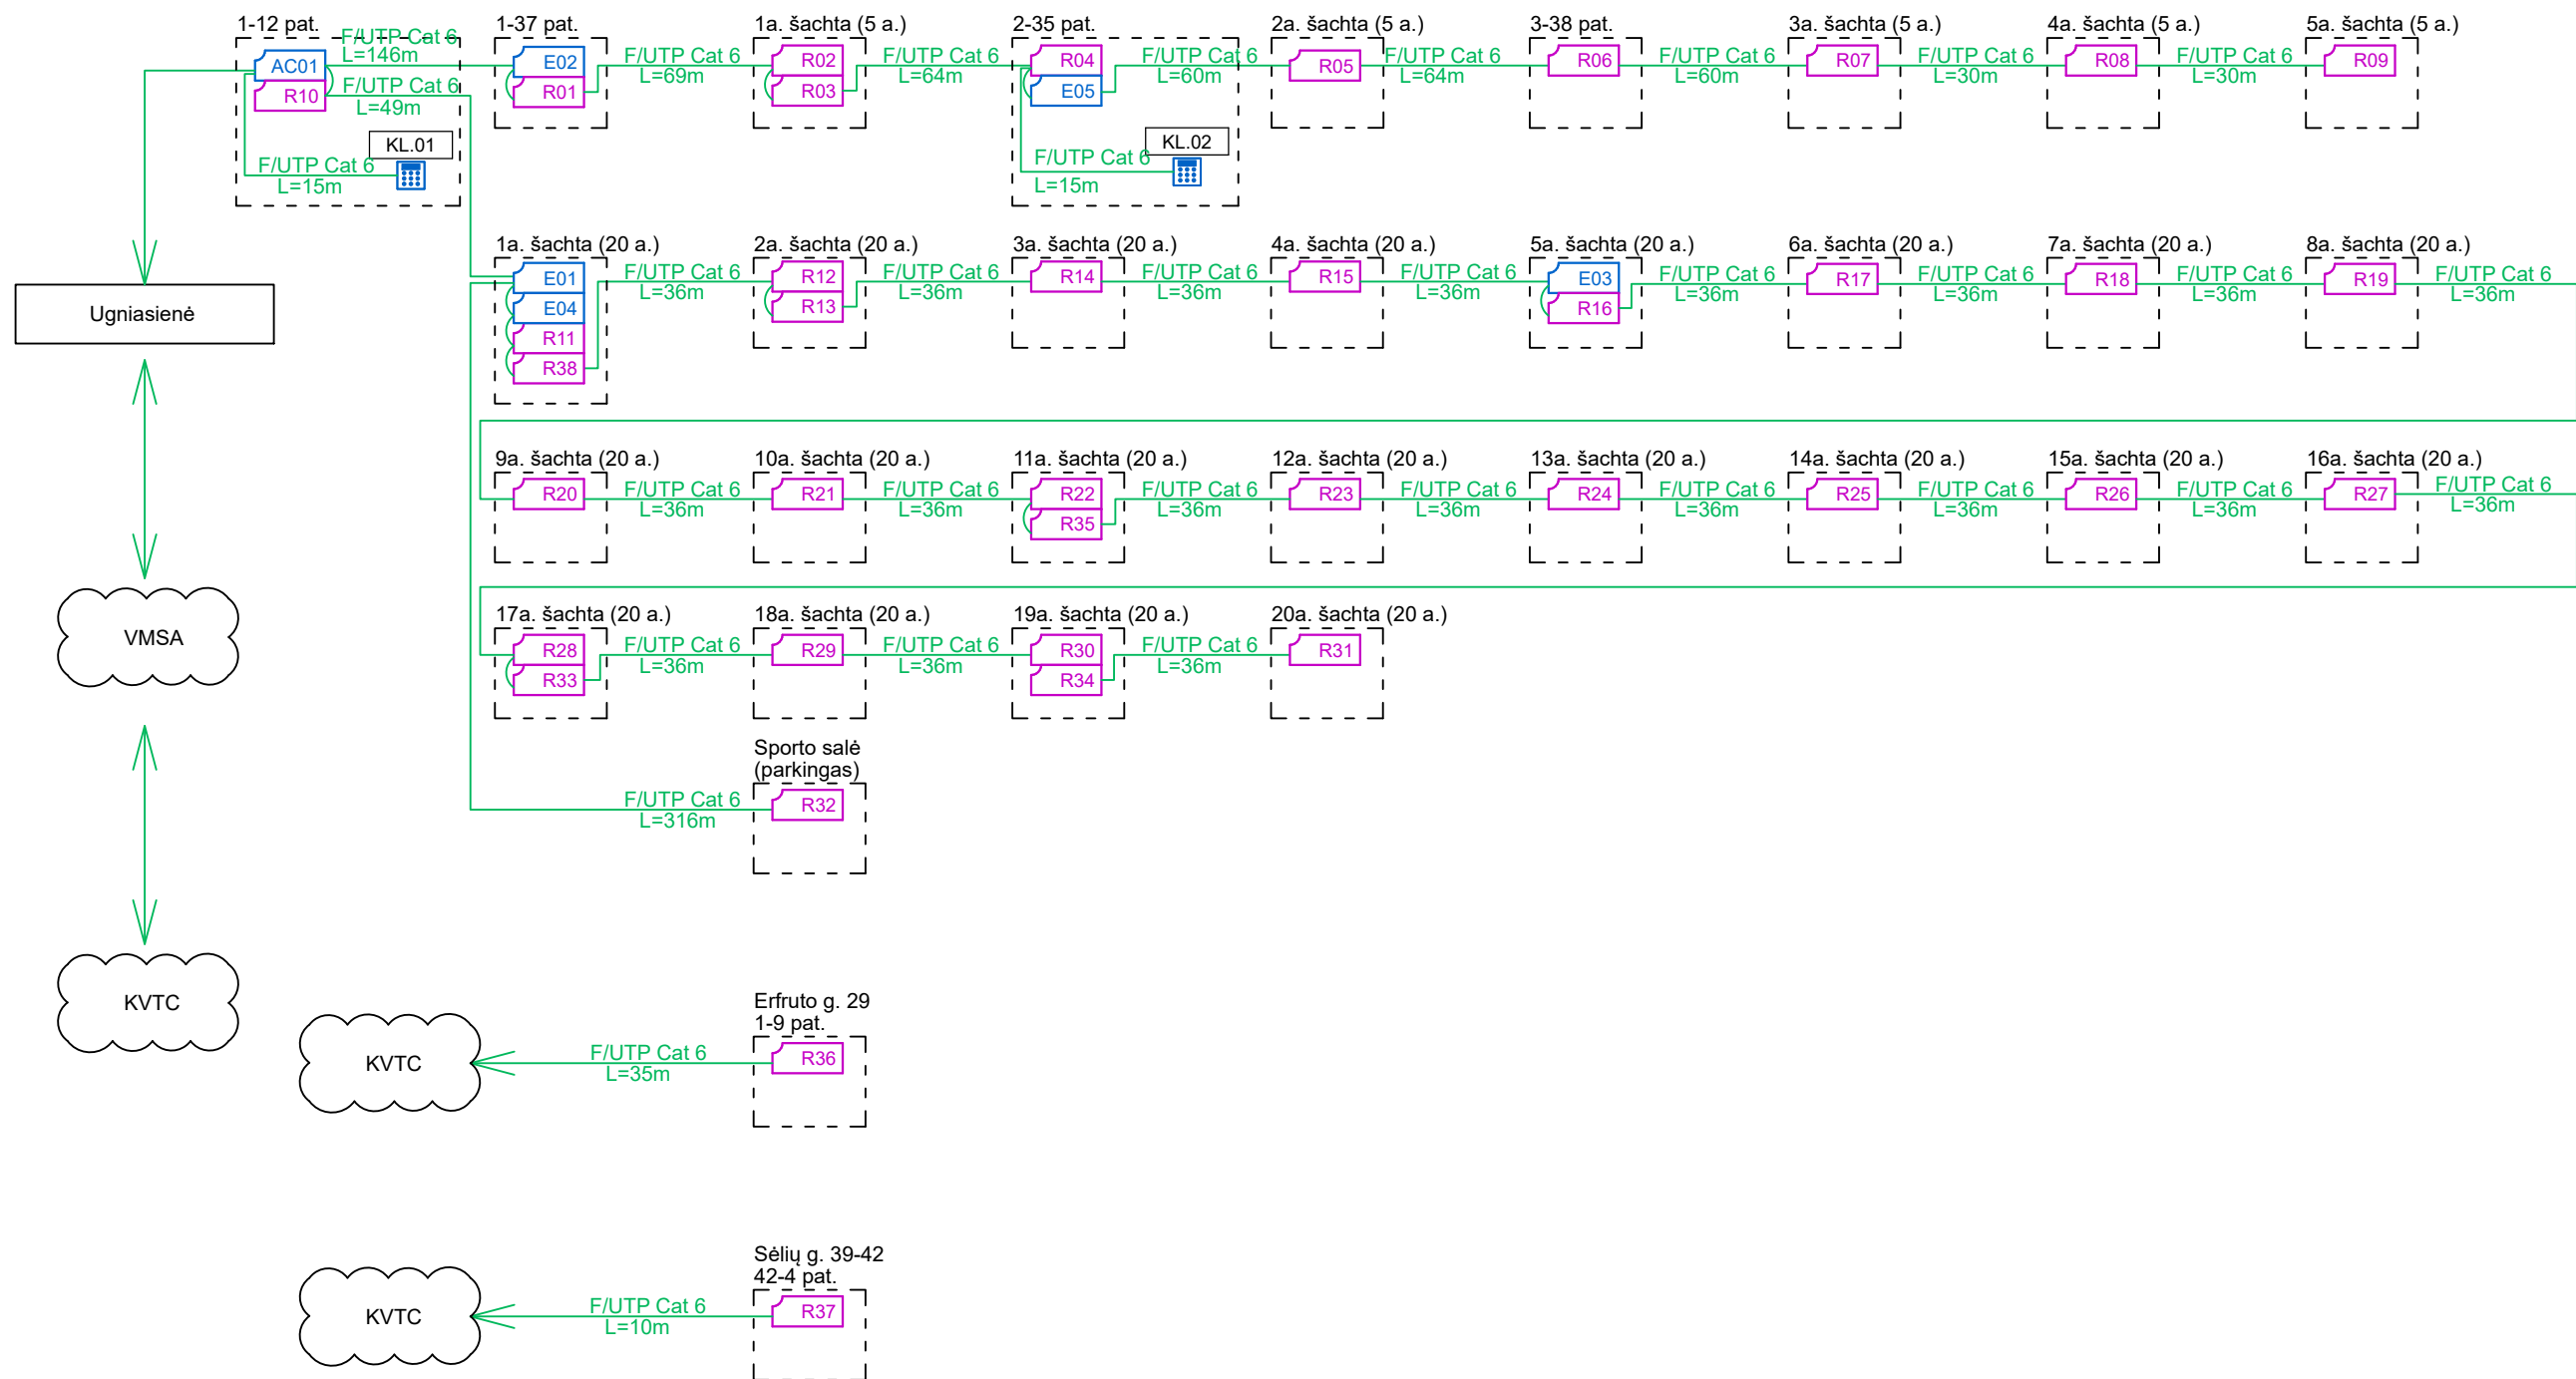 1-12 pat.
AC01
R10
F/UTP Cat 6
L=146m
F/UTP Cat 6
L=49m
KL.01
F/UTP Cat 6
L=15m
1-37 pat.
E02
R01
F/UTP Cat 6
L=69m
1a. šachta (5 a.)
R02
R03
F/UTP Cat 6
L=64m
2-35 pat.
R04
E05
F/UTP Cat 6
L=60m
KL.02
F/UTP Cat 6
L=15m
2a. šachta (5 a.)
R05
F/UTP Cat 6
L=64m
3-38 pat.
R06
F/UTP Cat 6
L=60m
3a. šachta (5 a.)
R07
F/UTP Cat 6
L=30m
4a. šachta (5 a.)
R08
F/UTP Cat 6
L=30m
5a. šachta (5 a.)
R09
Ugniasienė
1a. šachta (20 a.)
E01
E04
R11
R38
F/UTP Cat 6
L=36m
2a. šachta (20 a.)
R12
R13
F/UTP Cat 6
L=36m
3a. šachta (20 a.)
R14
F/UTP Cat 6
L=36m
4a. šachta (20 a.)
R15
F/UTP Cat 6
L=36m
5a. šachta (20 a.)
E03
R16
F/UTP Cat 6
L=36m
6a. šachta (20 a.)
R17
F/UTP Cat 6
L=36m
7a. šachta (20 a.)
R18
F/UTP Cat 6
L=36m
8a. šachta (20 a.)
R19
F/UTP Cat 6
L=36m
9a. šachta (20 a.)
R20
F/UTP Cat 6
L=36m
10a. šachta (20 a.)
R21
F/UTP Cat 6
L=36m
11a. šachta (20 a.)
R22
R35
F/UTP Cat 6
L=36m
12a. šachta (20 a.)
R23
F/UTP Cat 6
L=36m
13a. šachta (20 a.)
R24
F/UTP Cat 6
L=36m
14a. šachta (20 a.)
R25
F/UTP Cat 6
L=36m
15a. šachta (20 a.)
R26
F/UTP Cat 6
L=36m
16a. šachta (20 a.)
R27
F/UTP Cat 6
L=36m
VMSA
17a. šachta (20 a.)
R28
R33
F/UTP Cat 6
L=36m
18a. šachta (20 a.)
R29
F/UTP Cat 6
L=36m
19a. šachta (20 a.)
R30
R34
F/UTP Cat 6
L=36m
20a. šachta (20 a.)
R31
Sporto salė
(parkingas)
F/UTP Cat 6
L=316m
R32
KVTC
Erfruto g. 29
1-9 pat.
KVTC
F/UTP Cat 6
L=35m
R36
Sėlių g. 39-42
42-4 pat.
KVTC
F/UTP Cat 6
L=10m
R37